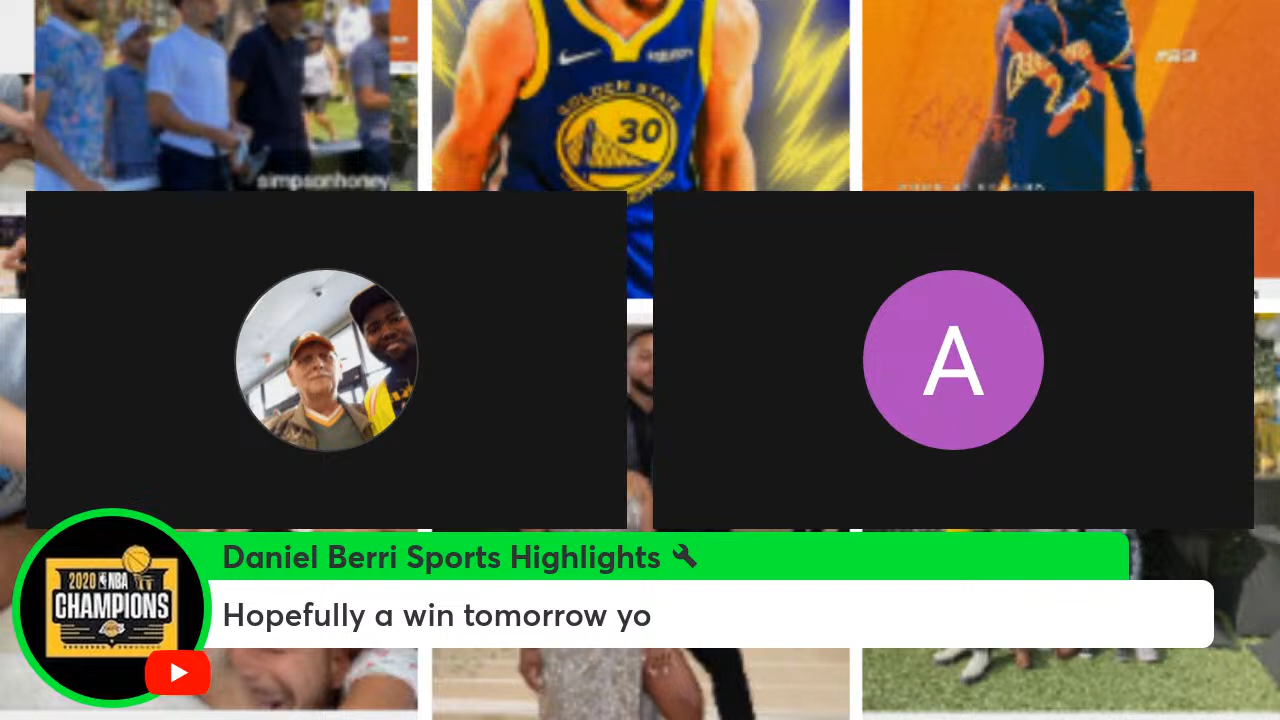 simpsonhoney
GOLDEN STATE
30
A
Daniel Berri Sports Highlights
2020 NBA
CHAMPIONS
Hopefully a win tomorrow yo